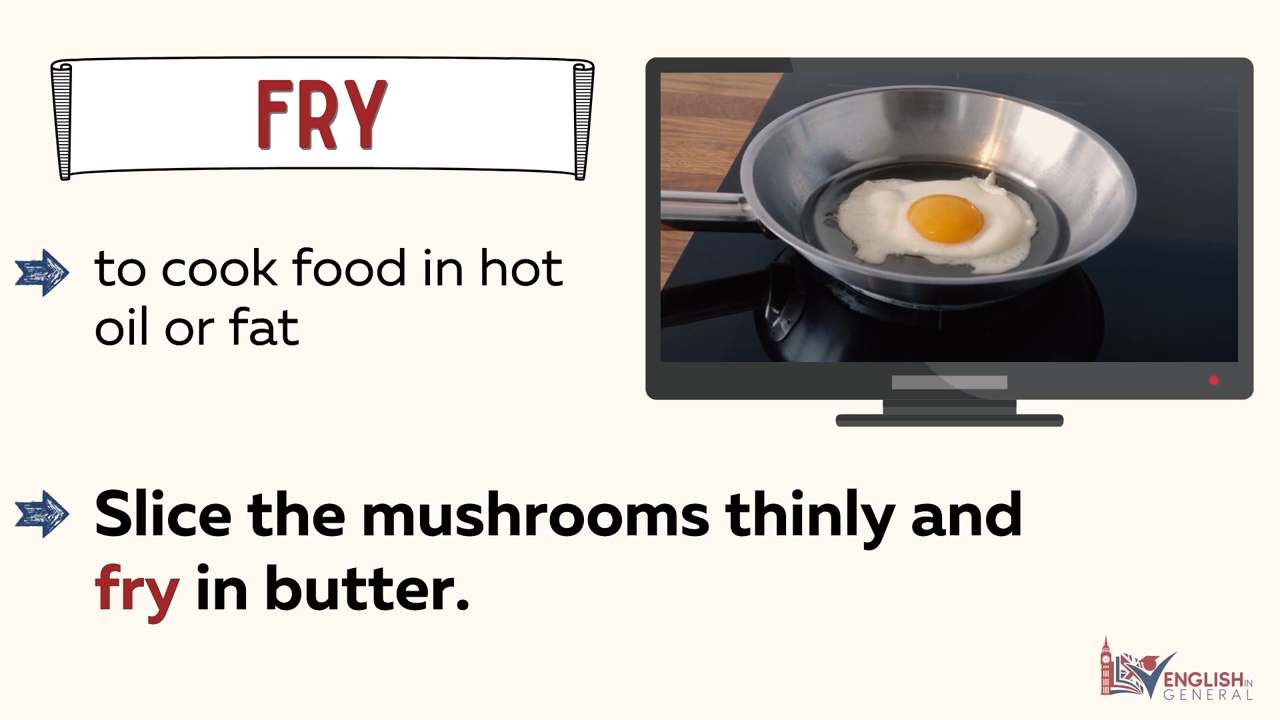 FRY
to cook food in hot
oil or fat
Slice the mushrooms thinly and
fry in butter.
ENGLISH IN
GENERAL